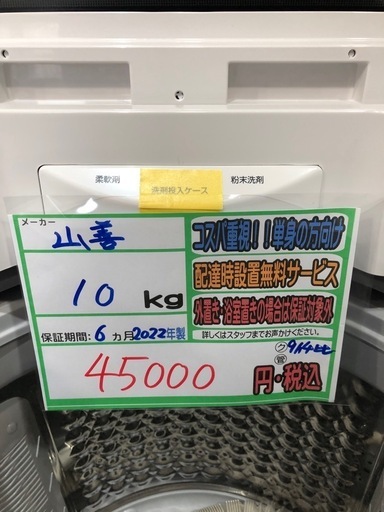 柔軟剤
洗剤投入ケース
粉末洗剤
メーカー
山善
10 kg
保証期間: 6 ヵ月 2022年製
45000
コスパ重視!!単身の方向け
配達時設置無料サービス
外置き・浴室置きの場合は保証対象外
詳しくはスタッフまでお声かけください。
円・税込